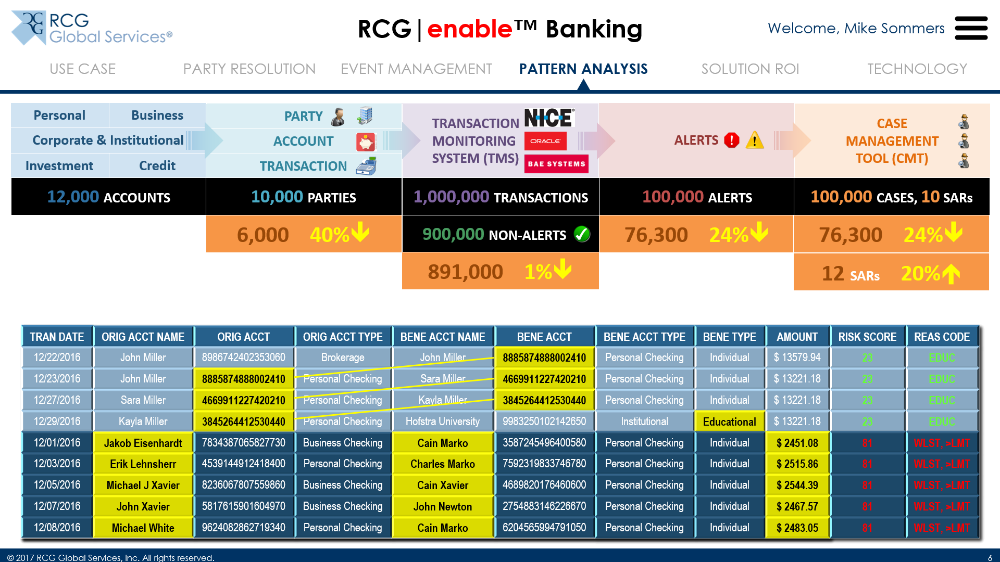 RCG
Global Services®
RCG|enable™ Banking
Welcome, Mike Sommers
USE CASE PARTY RESOLUTION EVENT MANAGEMENT PATTERN ANALYSIS SOLUTION ROI TECHNOLOGY
Personal Business
Corporate & Institutional
Investment Credit
PARTY
ACCOUNT
TRANSACTION
TRANSACTION
MONITORING
SYSTEM (TMS)
NICE®
ORACLE®
BAE SYSTEMS
ALERTS
CASE
MANAGEMENT
TOOL (CMT)
12,000 ACCOUNTS 10,000 PARTIES 1,000,000 TRANSACTIONS 100,000 ALERTS 100,000 CASES, 10 SARs
6,000 40% 900,000 NON-ALERTS 76,300 24% 76,300 24%
891,000 1% 12 SARs 20%
TRAN DATE ORIG ACCT NAME ORIG ACCT ORIG ACCT TYPE BENE ACCT NAME BENE ACCT BENE ACCT TYPE BENE TYPE AMOUNT RISK SCORE REAS CODE
12/22/2016 John Miller 8986742402353060 Brokerage John Miller 8885874888002410 Personal Checking Individual $ 13579.94 23 EDUC
12/23/2016 John Miller 8885874888002410 Personal Checking Sara Miller 4669911227420210 Personal Checking Individual $ 13221.18 23 EDUC
12/27/2016 Sara Miller 4669911227420210 Personal Checking Kayla Miller 3845264412530440 Personal Checking Individual $ 13221.18 23 EDUC
12/29/2016 Kayla Miller 3845264412530440 Personal Checking Hofstra University 9983250102142650 Institutional Educational $ 13221.18 23 EDUC
12/01/2016 Jakob Eisenhardt 7834387065827730 Business Checking Cain Marko 3587245496400580 Personal Checking Individual $ 2451.08 81 WLST, >LMT
12/03/2016 Erik Lehnsherr 4539144912418400 Personal Checking Charles Marko 7592319833746780 Personal Checking Individual $ 2515.86 81 WLST, >LMT
12/05/2016 Michael J Xavier 8236067807559860 Business Checking Cain Xavier 4689820176460600 Personal Checking Individual $ 2544.39 81 WLST, >LMT
12/07/2016 John Xavier 5817615901604970 Business Checking John Newton 2754883146226670 Personal Checking Individual $ 2467.57 81 WLST, >LMT
12/08/2016 Michael White 9624082862719340 Personal Checking Cain Marko 6204565994791050 Personal Checking Individual $ 2483.05 81 WLST, >LMT
© 2017 RCG Global Services, Inc. All rights reserved. 6